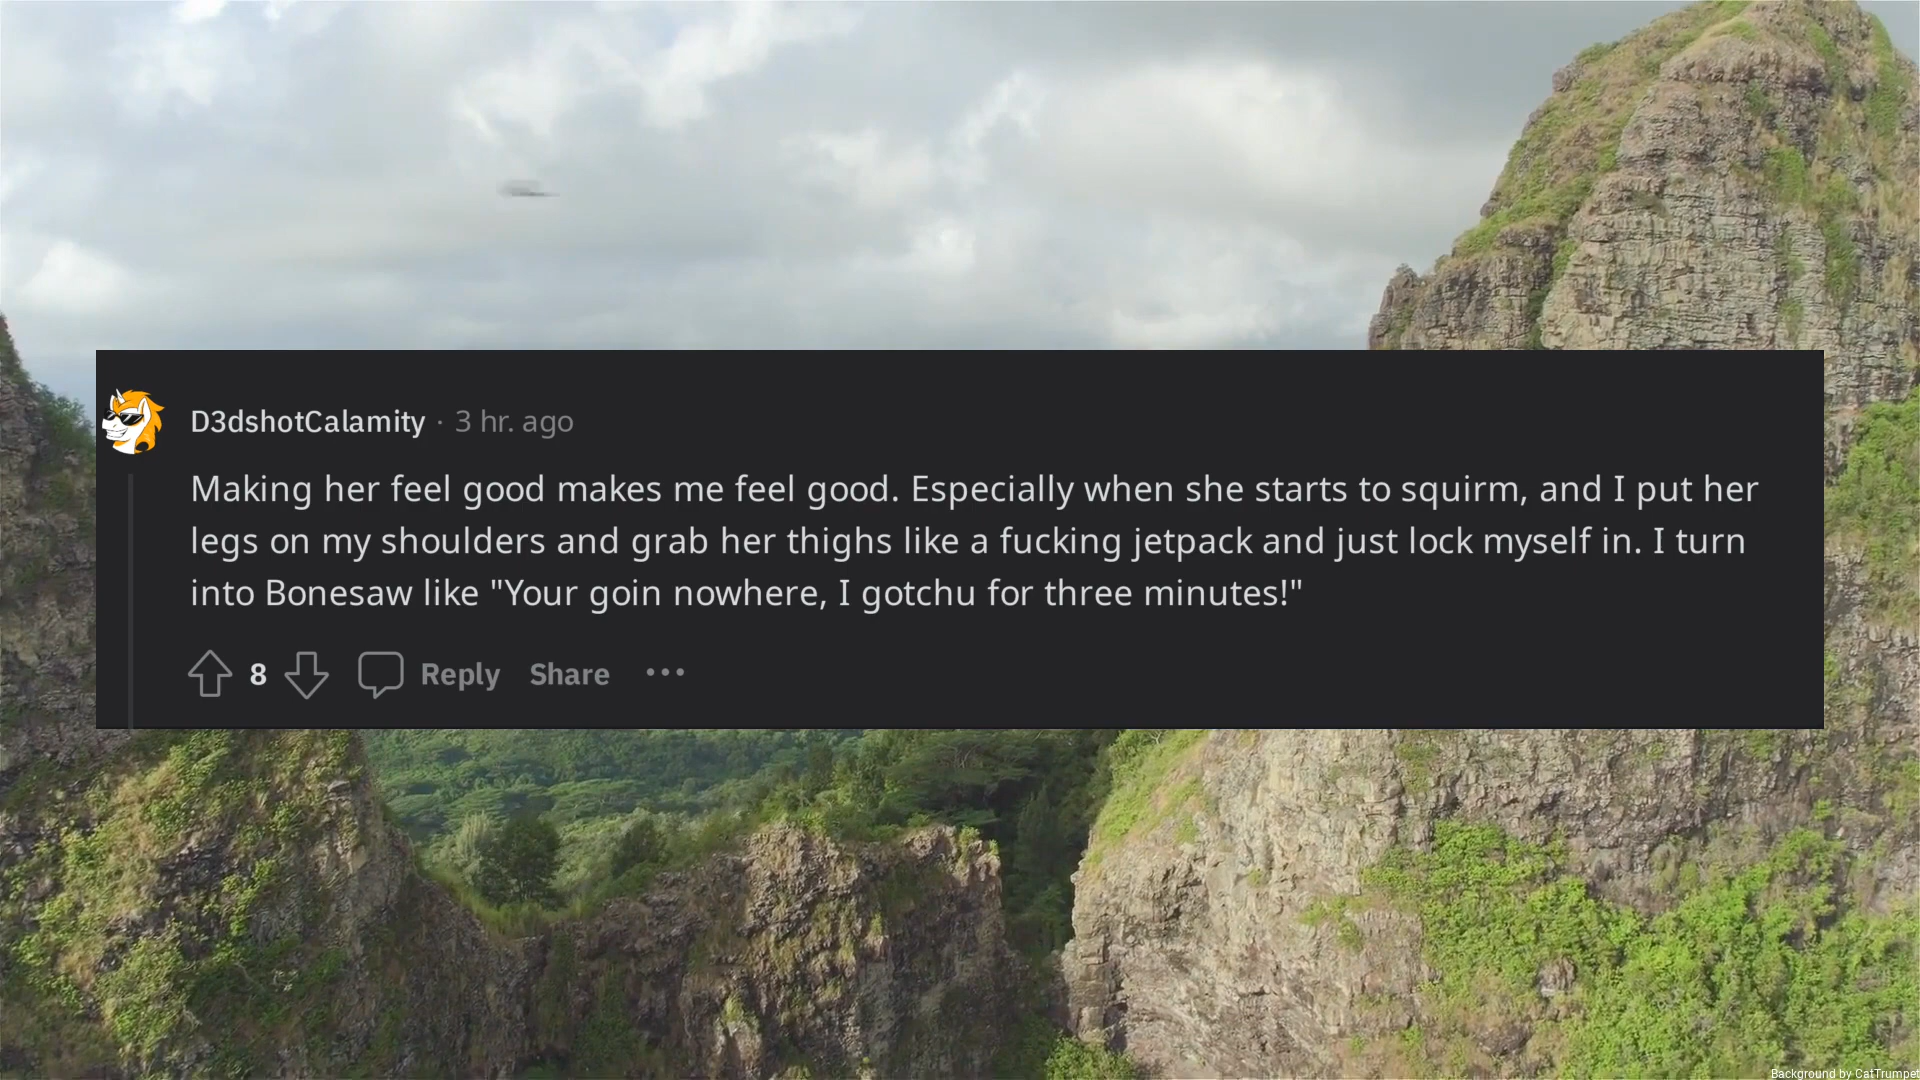 D3dshotCalamity · 3 hr. ago
Making her feel good makes me feel good. Especially when she starts to squirm, and I put her
legs on my shoulders and grab her thighs like a fucking jetpack and just lock myself in. I turn
into Bonesaw like "Your goin nowhere, I gotchu for three minutes!"
8 Reply Share ···
Background by CatTrumpet